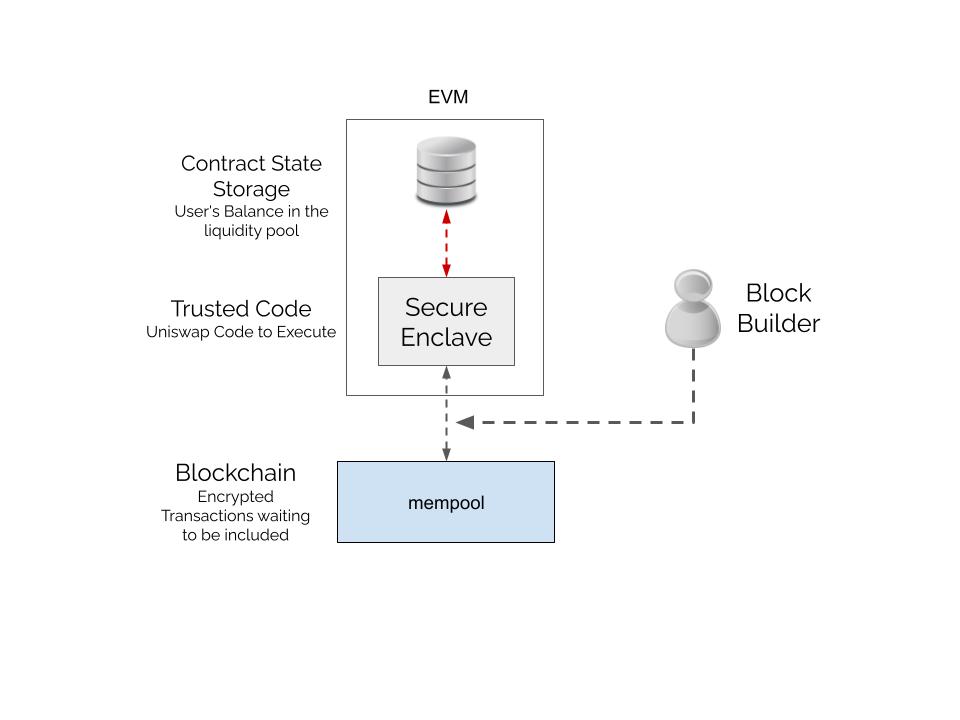 EVM
Contract State
Storage
User's Balance in the
liquidity pool
Trusted Code
Uniswap Code to Execute
Secure
Enclave
Block
Builder
Blockchain
Encrypted
Transactions waiting
to be included
mempool